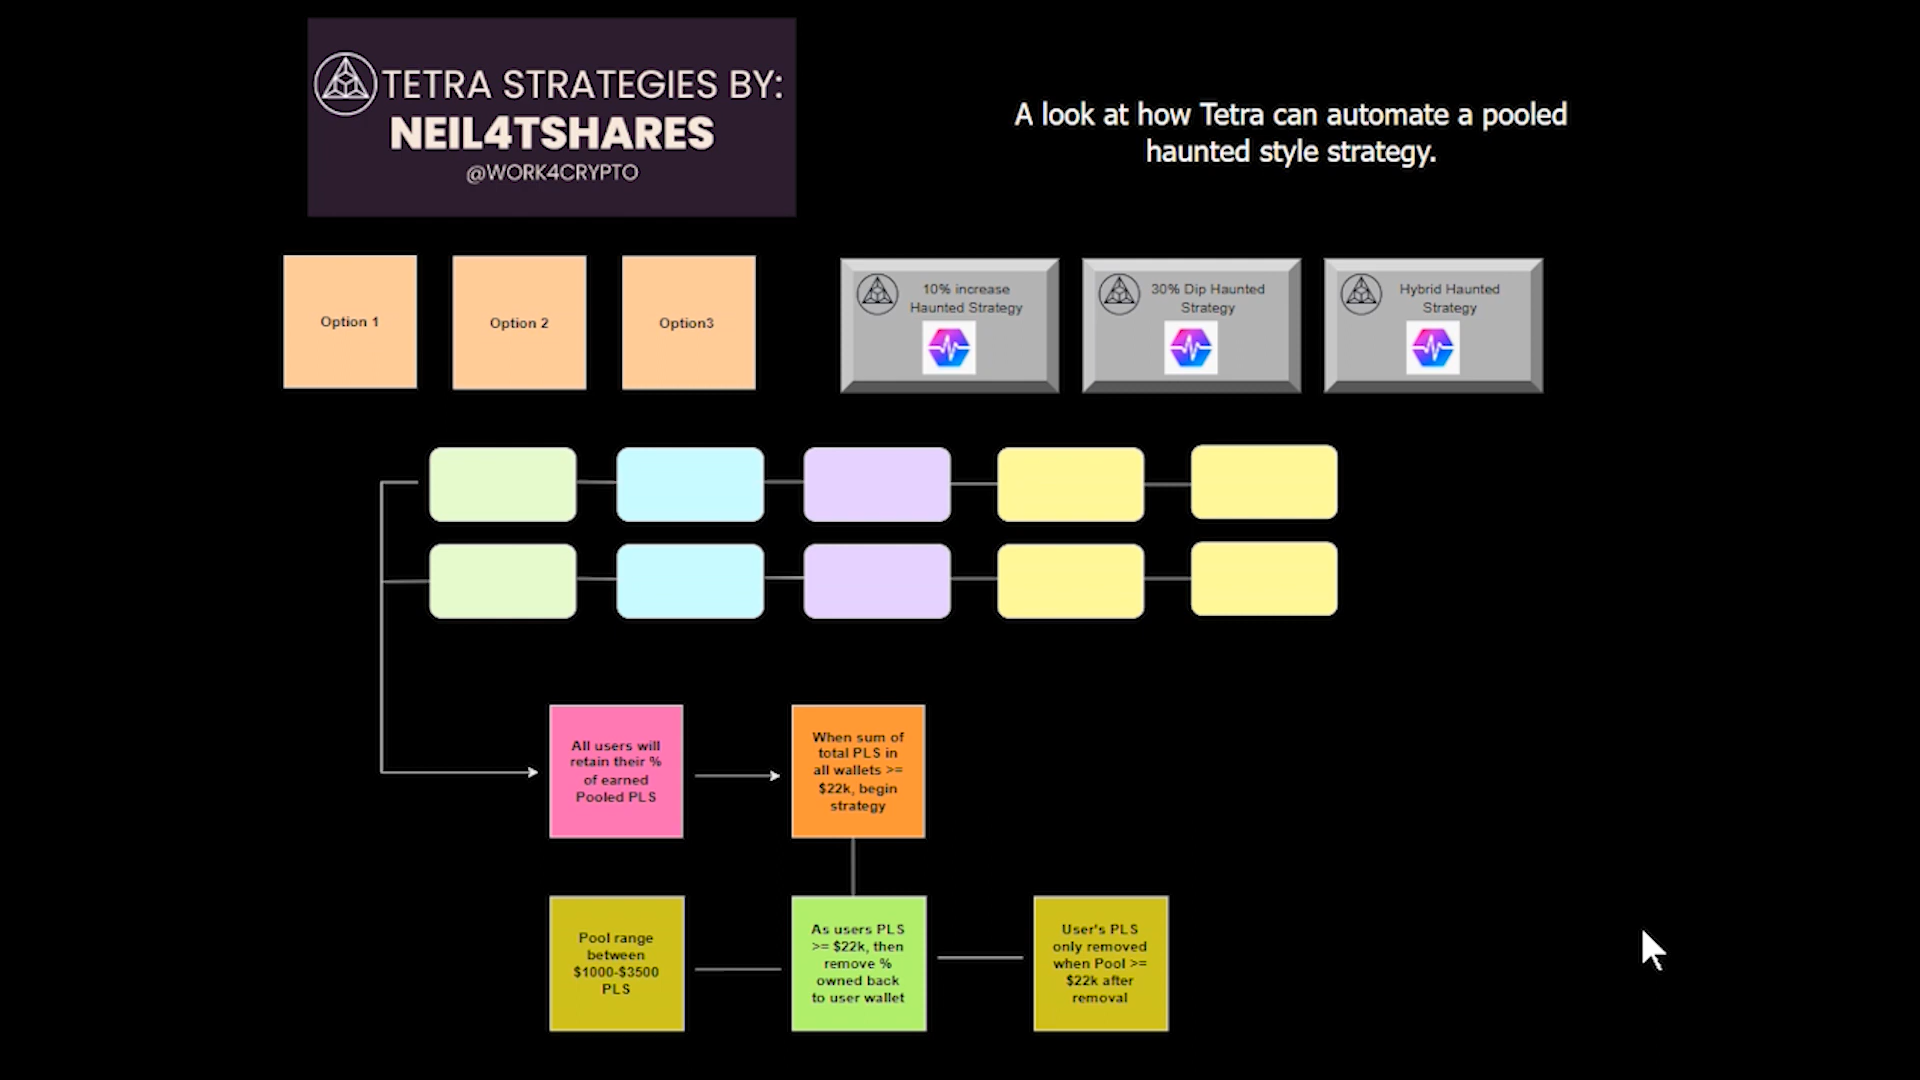 TETRA STRATEGIES BY:
NEIL4TSHARES
@WORK4CRYPTO
A look at how Tetra can automate a pooled
haunted style strategy.
Option 1
Option 2
Option3
10% increase
Haunted Strategy
30% Dip Haunted
Strategy
Hybrid Haunted
Strategy
All users will
retain their %
of earned
Pooled PLS
When sum of
total PLS in
all wallets >=
$22k, begin
strategy
Pool range
between
$1000-$3500
PLS
As users PLS
>= $22k, then
remove %
owned back
to user wallet
User's PLS
only removed
when Pool >=
$22k after
removal